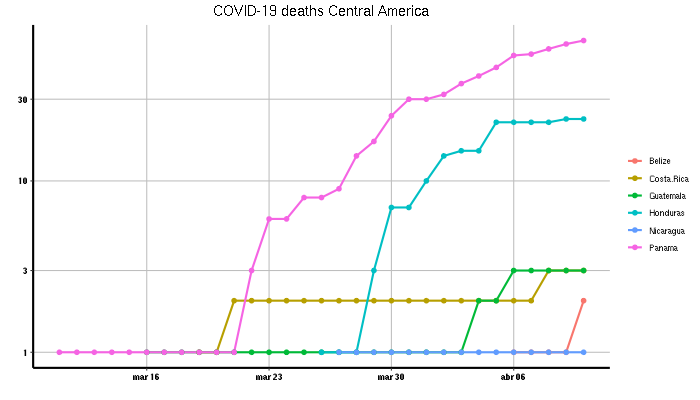 COVID-19 deaths Central America
30
10
3
1
mar 16
mar 23
mar 30
abr 06
Belize
Costa.Rica
Guatemala
Honduras
Nicaragua
Panama